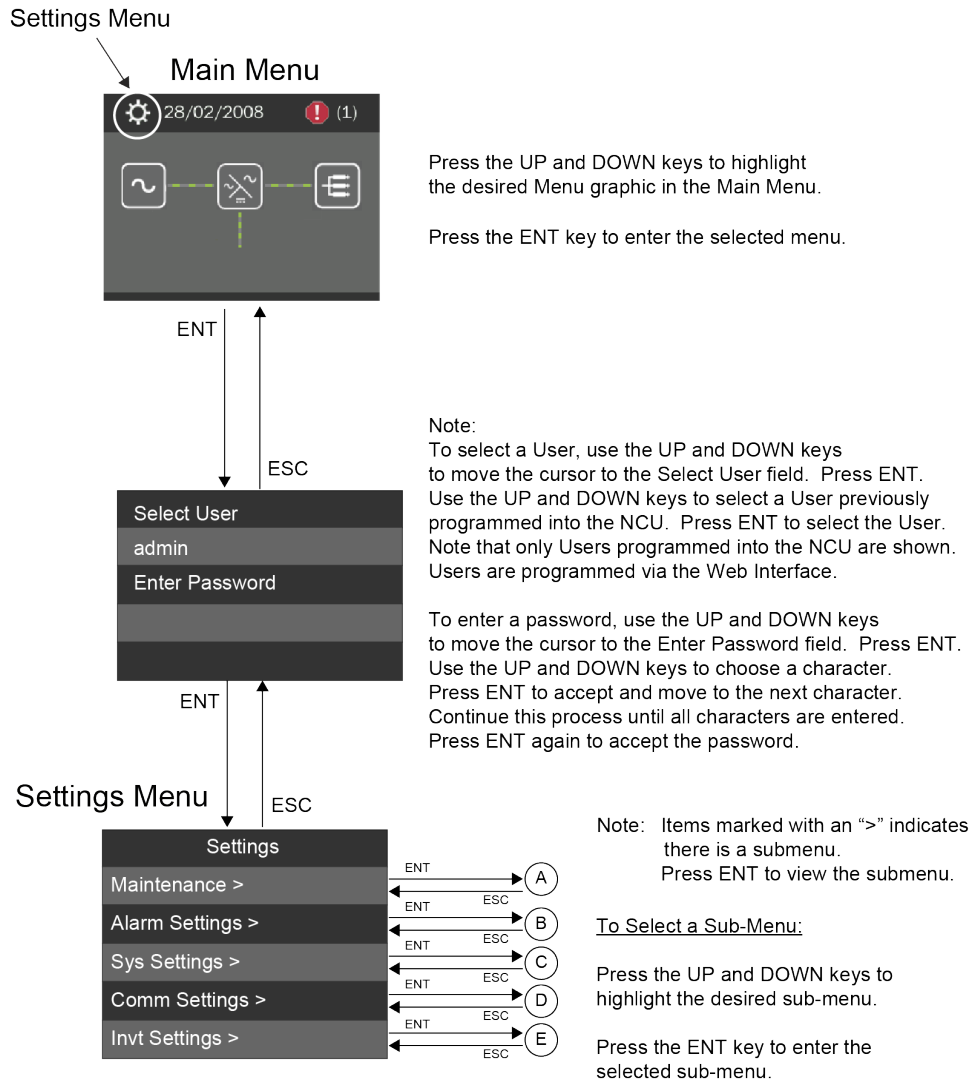 Settings Menu
Main Menu
28/02/2008 ! (1)
Press the UP and DOWN keys to highlight
the desired Menu graphic in the Main Menu.
Press the ENT key to enter the selected menu.
ENT
ESC
Note:
To select a User, use the UP and DOWN keys
to move the cursor to the Select User field. Press ENT.
Use the UP and DOWN keys to select a User previously
programmed into the NCU. Press ENT to select the User.
Note that only Users programmed into the NCU are shown.
Users are programmed via the Web Interface.
To enter a password, use the UP and DOWN keys
to move the cursor to the Enter Password field. Press ENT.
Use the UP and DOWN keys to choose a character.
Press ENT to accept and move to the next character.
Continue this process until all characters are entered.
Press ENT again to accept the password.
Select User
admin
Enter Password
ENT
ESC
Settings Menu
Settings
Maintenance >
ENT
ESC
A
Alarm Settings >
ENT
ESC
B
Sys Settings >
ENT
ESC
C
Comm Settings >
ENT
ESC
D
Invt Settings >
ENT
ESC
E
Note: Items marked with an “>” indicates
there is a submenu.
Press ENT to view the submenu.
To Select a Sub-Menu:
Press the UP and DOWN keys to
highlight the desired sub-menu.
Press the ENT key to enter the
selected sub-menu.